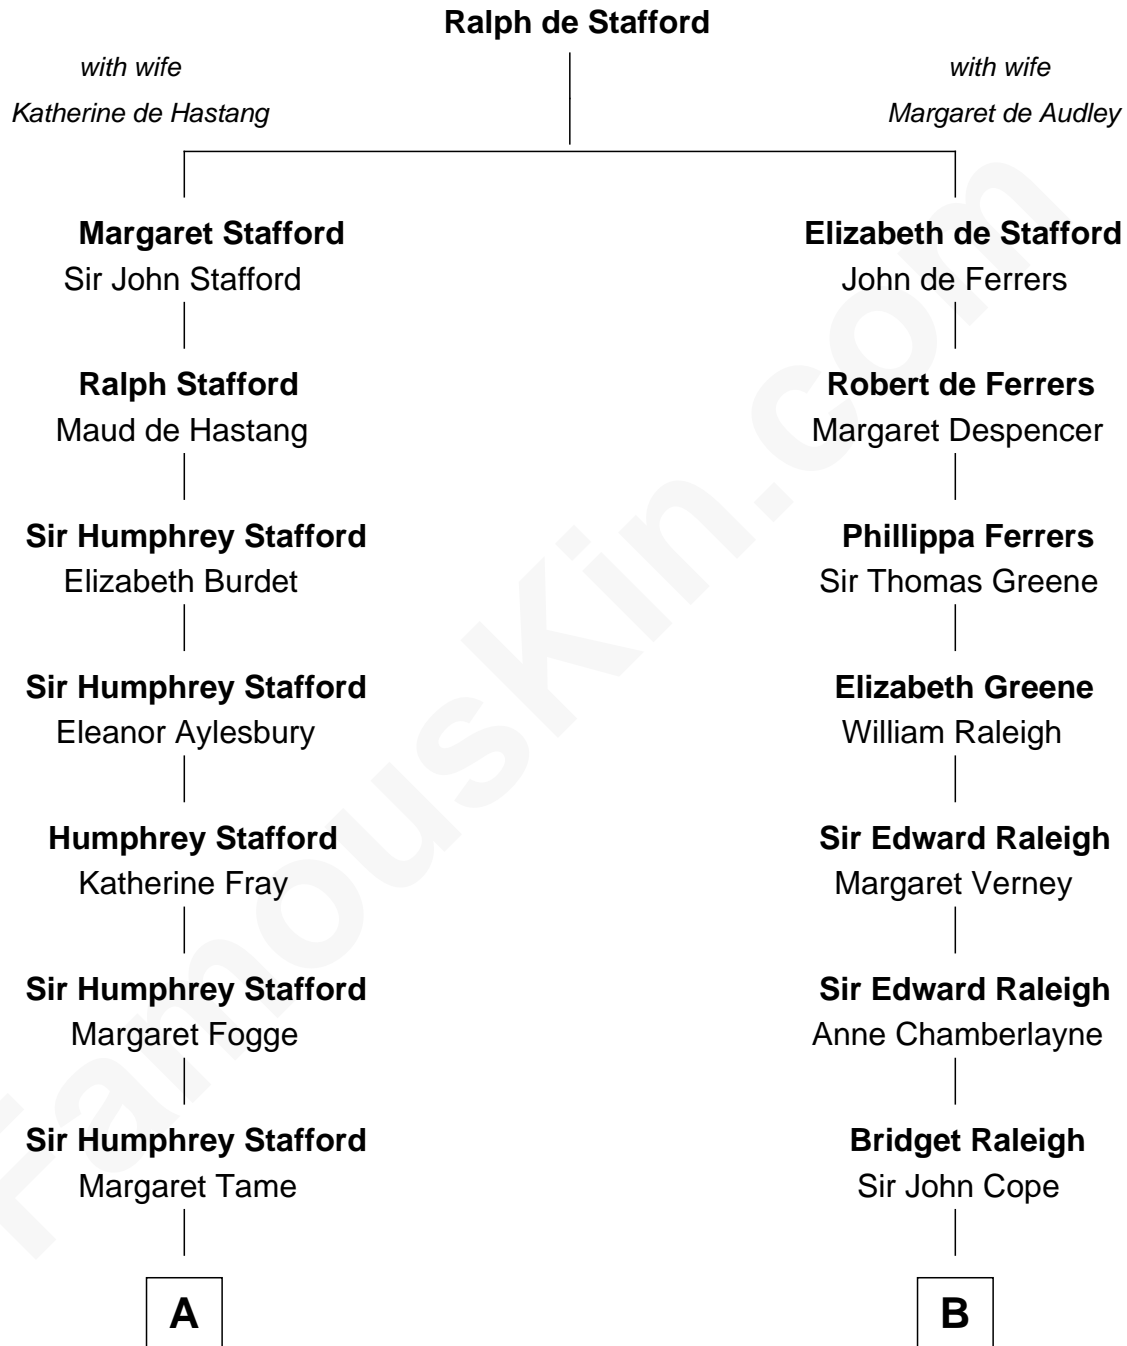 Ralph de Stafford
with wife
Katherine de Hastang
with wife
Margaret de Audley
Margaret Stafford
Sir John Stafford
Elizabeth de Stafford
John de Ferrers
Ralph Stafford
Maud de Hastang
Robert de Ferrers
Margaret Despencer
Sir Humphrey Stafford
Elizabeth Burdet
Phillippa Ferrers
Sir Thomas Greene
Sir Humphrey Stafford
Eleanor Aylesbury
Elizabeth Greene
William Raleigh
Humphrey Stafford
Katherine Fray
Sir Edward Raleigh
Margaret Verney
Sir Humphrey Stafford
Margaret Fogge
Sir Edward Raleigh
Anne Chamberlayne
Sir Humphrey Stafford
Margaret Tame
Bridget Raleigh
Sir John Cope
A
B
FamousKin.com